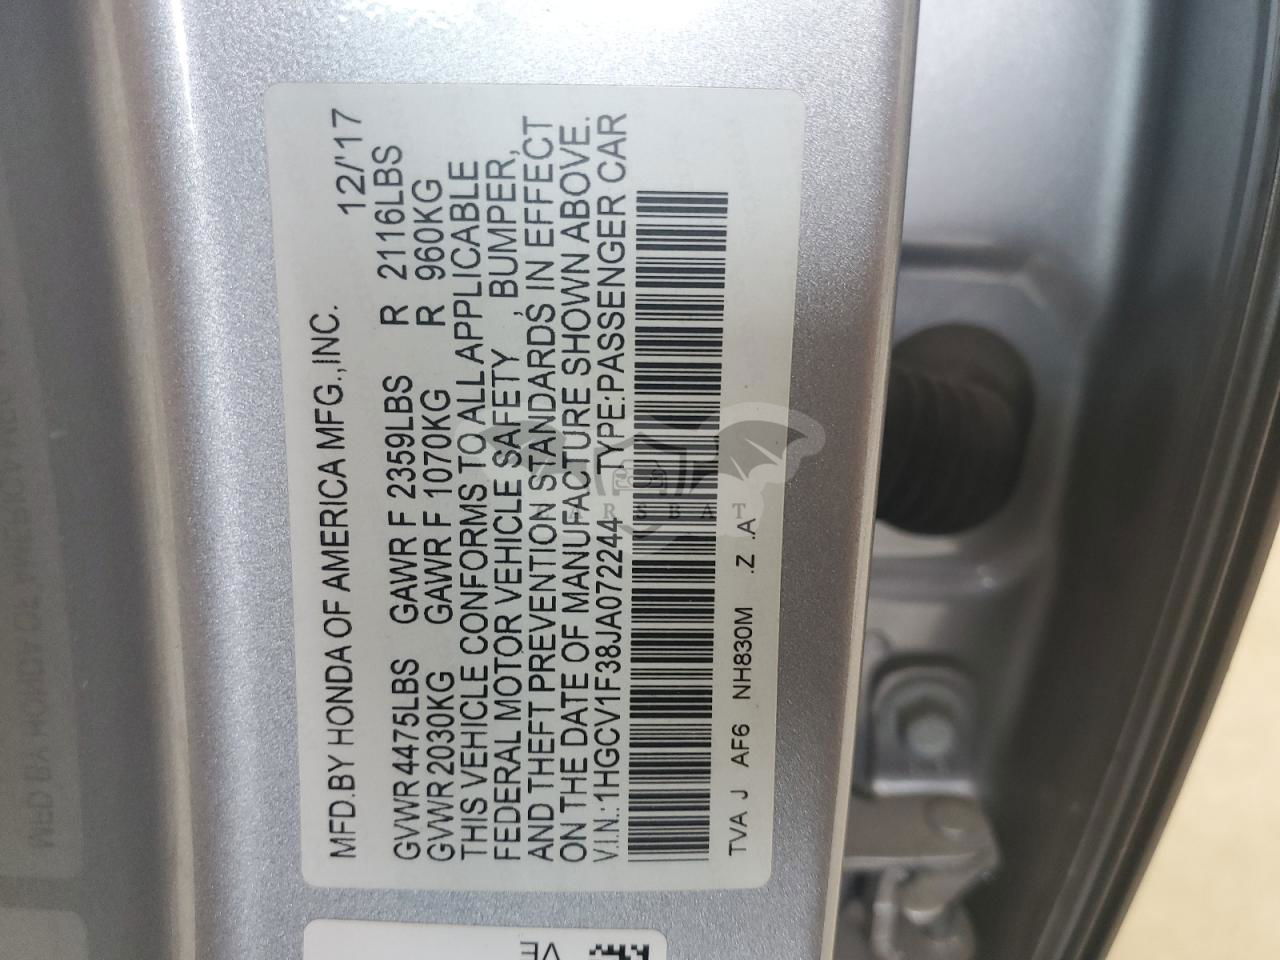 MFD.BY HONDA OF AMERICA MFG.,INC. 12/'17
GVWR 4475LBS GAWR F 2359LBS R 2116LBS
GVWR 2030KG GAWR F 1070KG R 960KG
THIS VEHICLE CONFORMS TO ALL APPLICABLE
FEDERAL MOTOR VEHICLE SAFETY, BUMPER,
AND THEFT PREVENTION STANDARDS IN EFFECT
ON THE DATE OF MANUFACTURE SHOWN ABOVE.
V.I.N.:1HGCV1F38JA072244 TYPE:PASSENGER CAR
TVA J AF6 NH830M .Z .A
CARSBAT